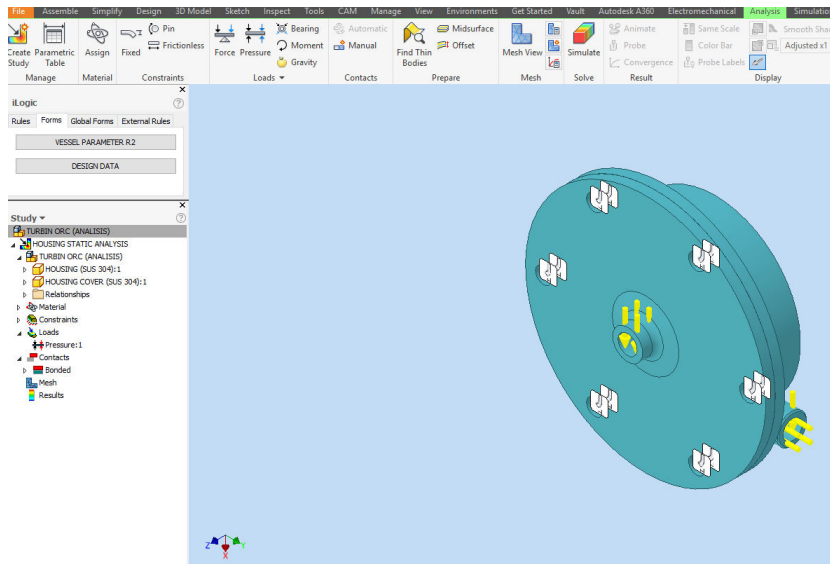 File Assemble Simplify Design 3D Model Sketch Inspect Tools CAM Manage View Environments Get Started Vault Autodesk A360 Electromechanical Analysis Simulatio
Create Study
Parametric Table
Assign
Fixed
Pin
Frictionless
Force
Pressure
Bearing
Moment
Gravity
Automatic
Manual
Find Thin Bodies
Midsurface
Offset
Mesh View
Simulate
Animate
Probe
Convergence
Same Scale
Color Bar
Probe Labels
Smooth Sha
Adjusted x1
Manage Material Constraints Loads Contacts Prepare Mesh Solve Result Display
iLogic
Rules Forms Global Forms External Rules
VESSEL PARAMETER R2
DESIGN DATA
Study
TURBIN ORC (ANALISIS)
HOUSING STATIC ANALYSIS
TURBIN ORC (ANALISIS)
HOUSING (SUS 304):1
HOUSING COVER (SUS 304):1
Relationships
Material
Constraints
Loads
Pressure:1
Contacts
Bonded
Mesh
Results
Z Y
X